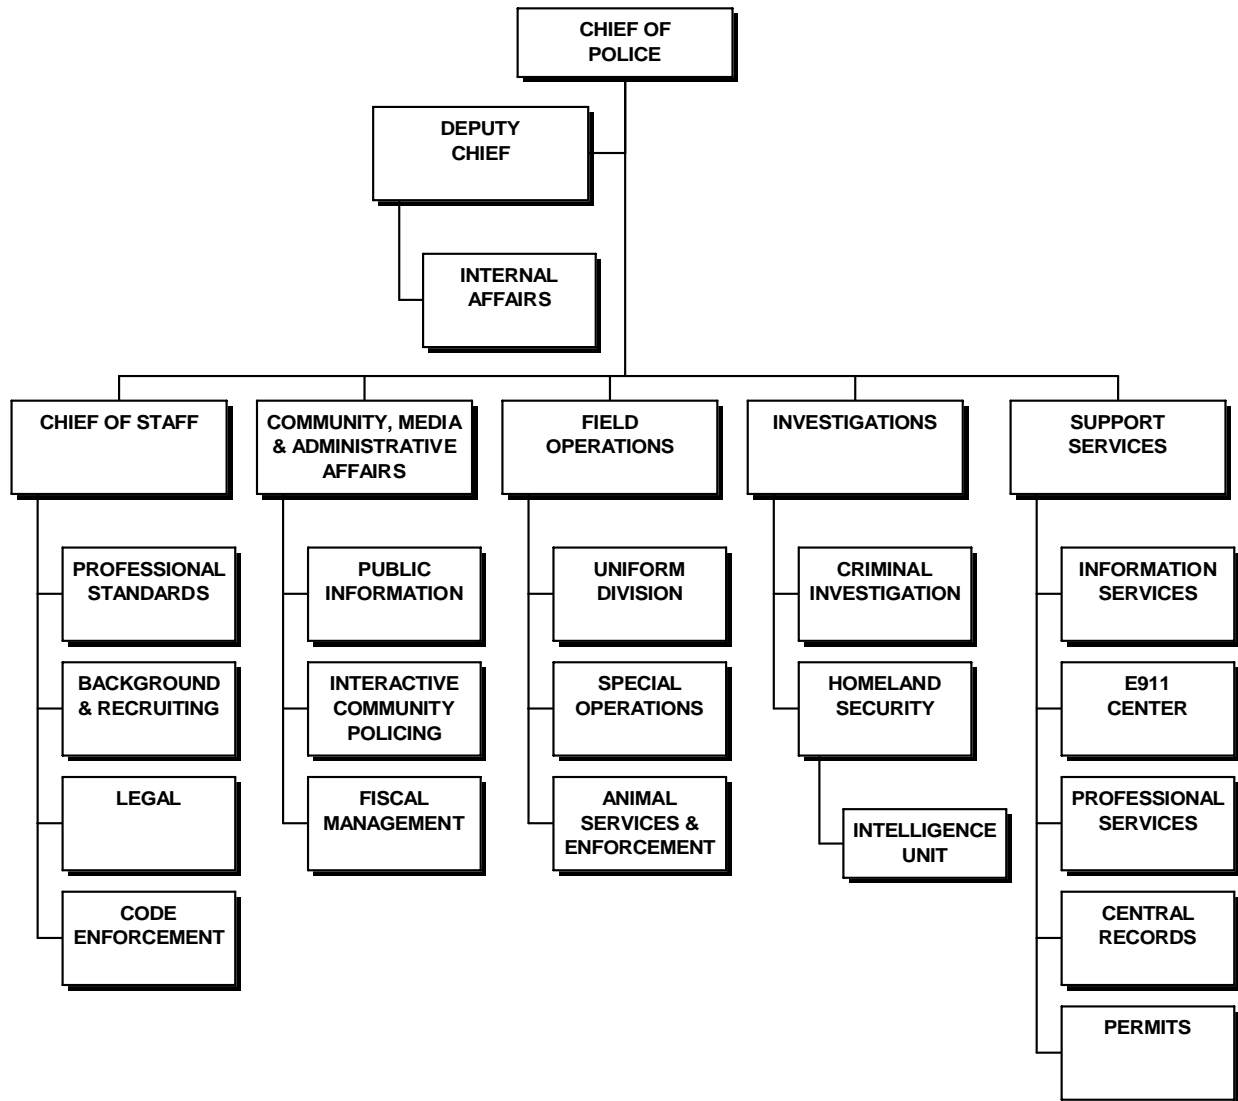 CHIEF OF
POLICE
DEPUTY
CHIEF
INTERNAL
AFFAIRS
CHIEF OF STAFF
COMMUNITY, MEDIA
& ADMINISTRATIVE
AFFAIRS
FIELD
OPERATIONS
INVESTIGATIONS
SUPPORT
SERVICES
PROFESSIONAL
STANDARDS
BACKGROUND
& RECRUITING
LEGAL
CODE
ENFORCEMENT
PUBLIC
INFORMATION
INTERACTIVE
COMMUNITY
POLICING
FISCAL
MANAGEMENT
UNIFORM
DIVISION
SPECIAL
OPERATIONS
ANIMAL
SERVICES &
ENFORCEMENT
CRIMINAL
INVESTIGATION
HOMELAND
SECURITY
INTELLIGENCE
UNIT
INFORMATION
SERVICES
E911
CENTER
PROFESSIONAL
SERVICES
CENTRAL
RECORDS
PERMITS